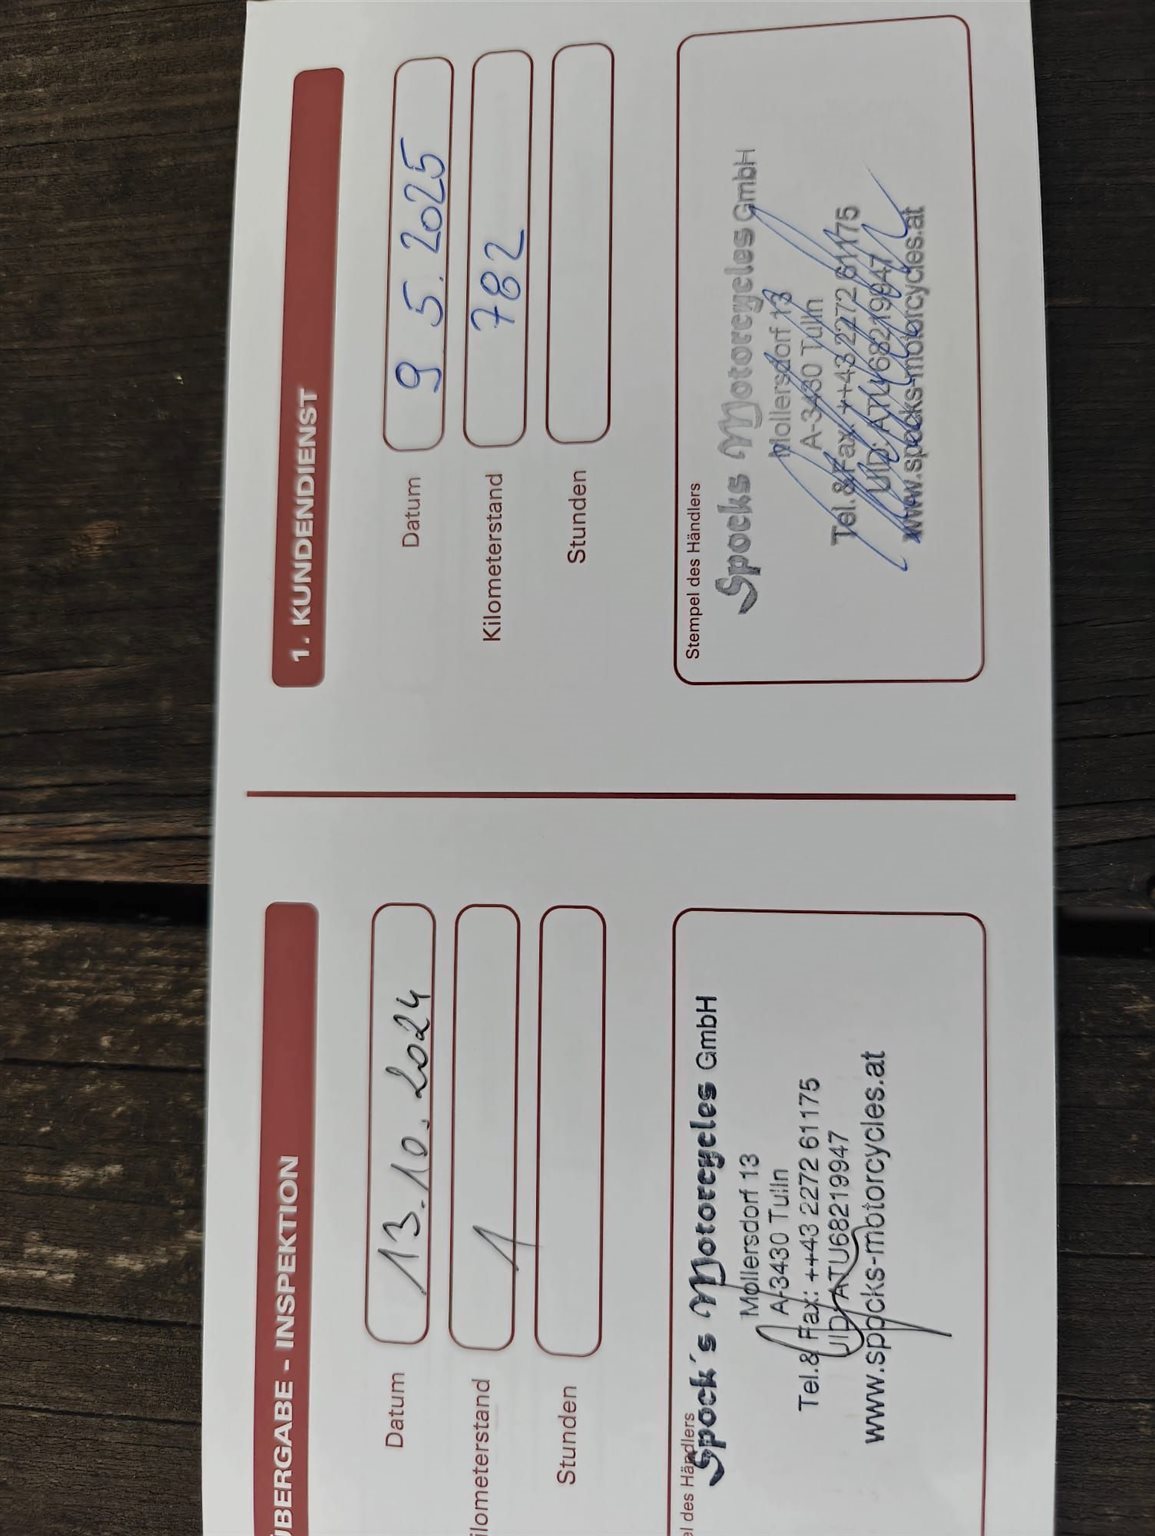 ÜBERGABE - INSPEKTION
Datum 13.10.2024
Kilometerstand 1
Stunden
Stempel des Händlers
Spock´s Motorcycles GmbH
Mollersdorf 13
A-3430 Tulln
Tel.& Fax: ++43 2272 61175
UID: ATU68219947
www.spocks-motorcycles.at
1. KUNDENDIENST
Datum 9 5. 2025
Kilometerstand 782
Stunden
Stempel des Händlers
Spocks Motorcycles GmbH
Mollersdorf 13
A-3430 Tulln
Tel.&Fax ++43 2272 61175
UID: ATU68219947
www.spocks-motorcycles.at